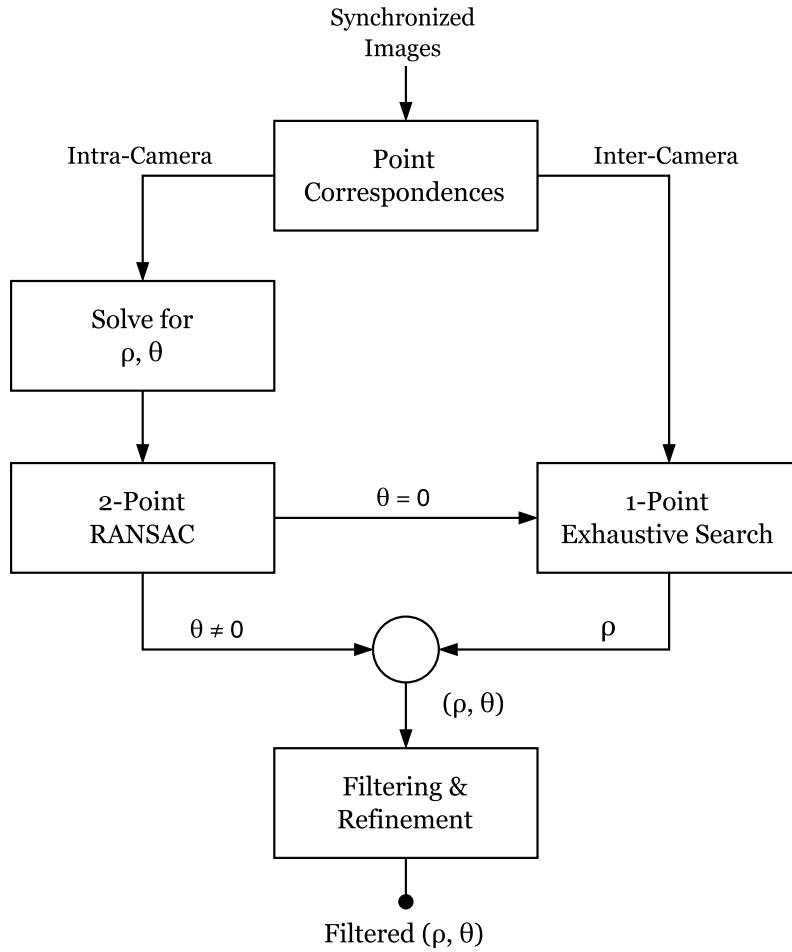 Synchronized
Images
Intra-Camera
Point
Correspondences
Inter-Camera
Solve for
ρ, θ
2-Point
RANSAC
θ = 0
1-Point
Exhaustive Search
θ ≠ 0
ρ
(ρ, θ)
Filtering &
Refinement
Filtered (ρ, θ)